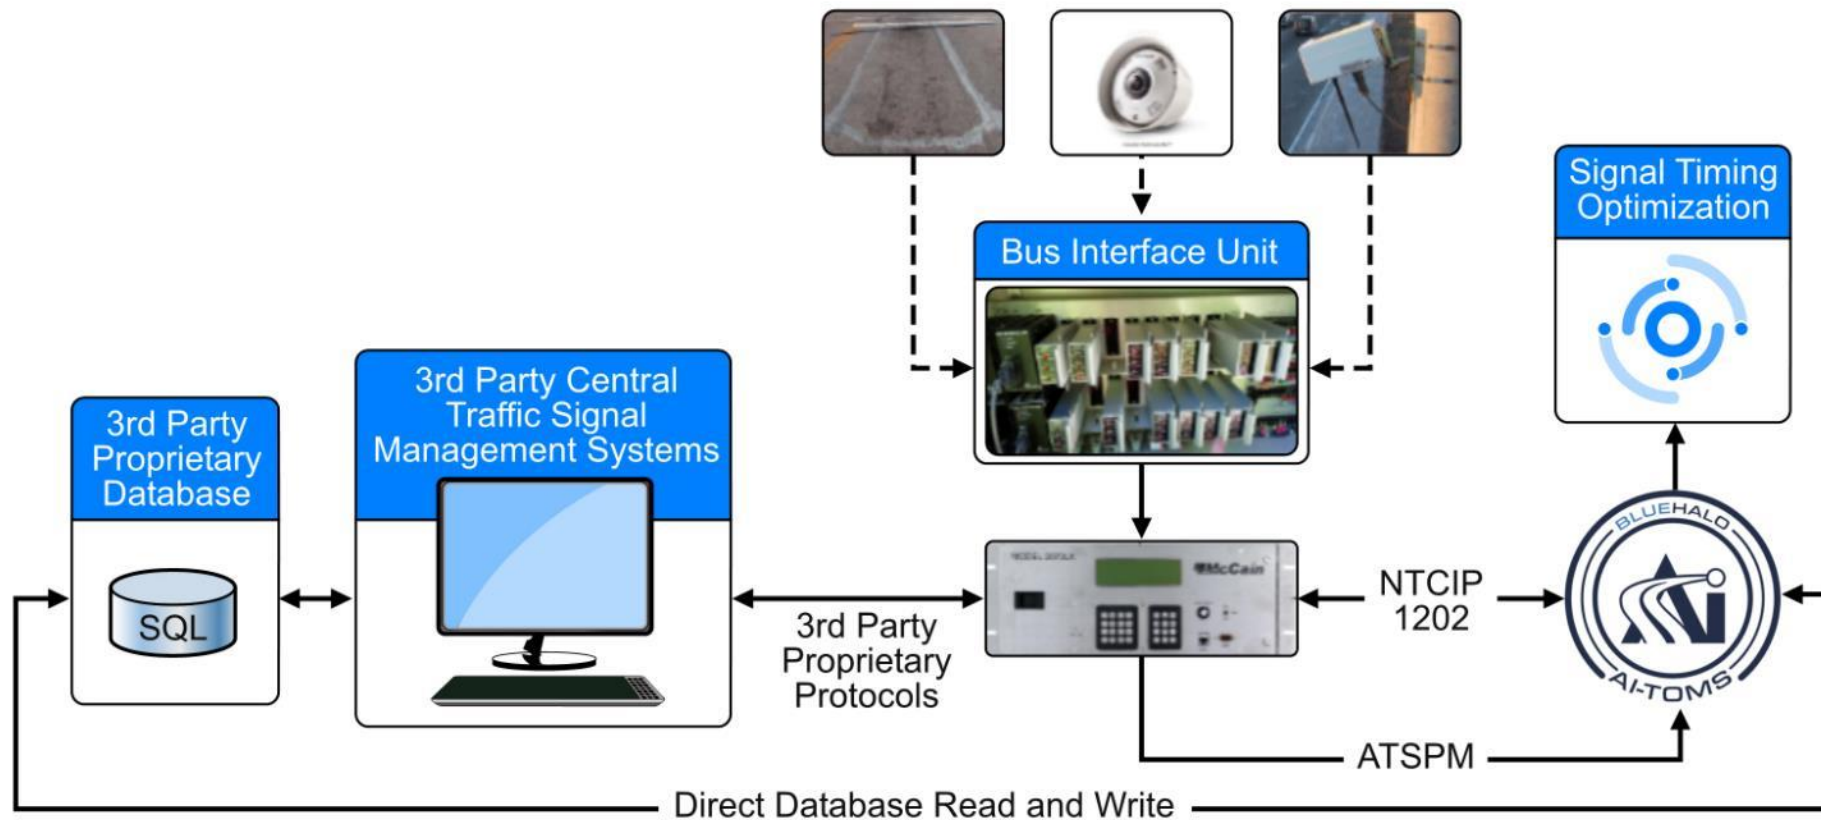 Signal Timing
Optimization
Bus Interface Unit
3rd Party Central
Traffic Signal
Management Systems
3rd Party
Proprietary
Database
SQL
3rd Party
Proprietary
Protocols
McCain
NTCIP
1202
BLUEHALO
AI-TOMS
ATSPM
Direct Database Read and Write